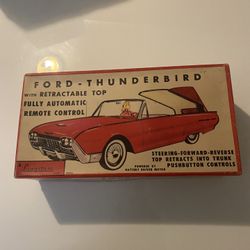 FORD-THUNDERBIRD
WITH RETRACTABLE TOP
FULLY AUTOMATIC
REMOTE CONTROL
STEERING-FORWARD-REVERSE
TOP RETRACTS INTO TRUNK
PUSHBUTTON CONTROLS
POWERED BY
BATTERY DRIVEN MOTOR